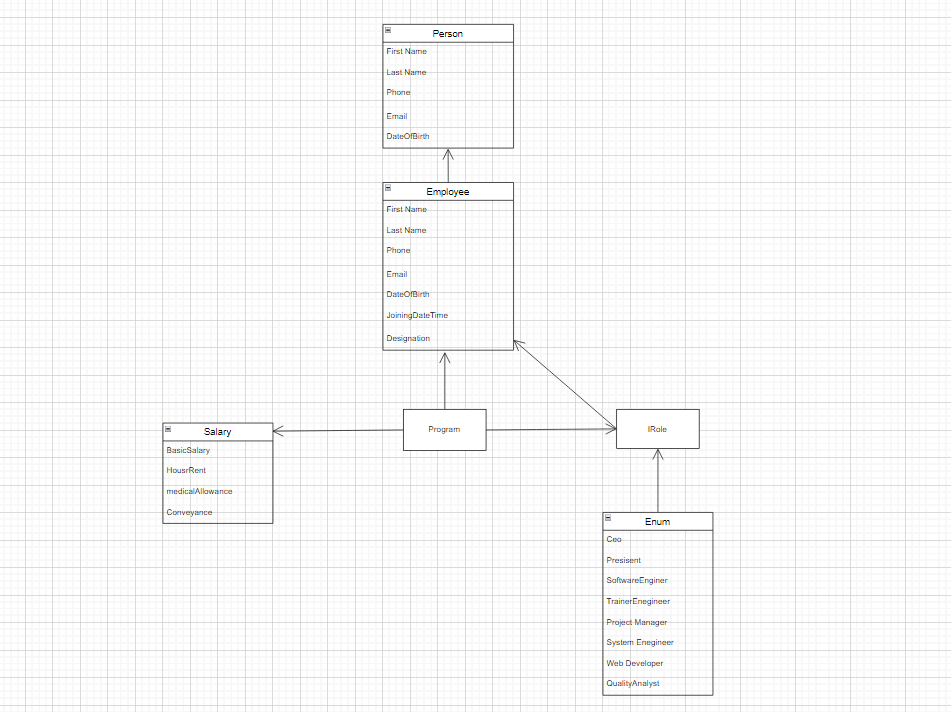 Person
First Name
Last Name
Phone
Email
DateOfBirth
Employee
First Name
Last Name
Phone
Email
DateOfBirth
JoiningDateTime
Designation
Program
IRole
Salary
BasicSalary
HousrRent
medicalAllowance
Conveyance
Enum
Ceo
Presisent
SoftwareEnginer
TrainerEnegineer
Project Manager
System Enegineer
Web Developer
QualityAnalyst